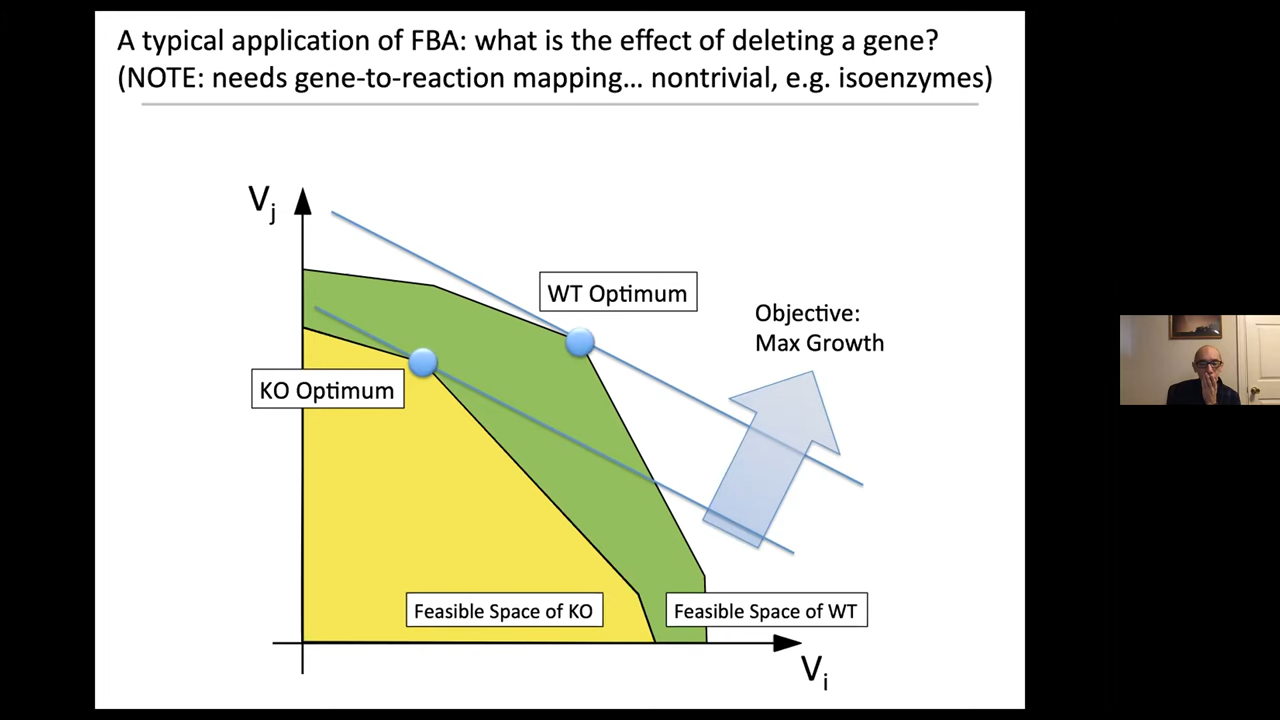 A typical application of FBA: what is the effect of deleting a gene?
(NOTE: needs gene-to-reaction mapping... nontrivial, e.g. isoenzymes)
Vj
WT Optimum
Objective:
Max Growth
KO Optimum
Feasible Space of KO
Feasible Space of WT
Vi